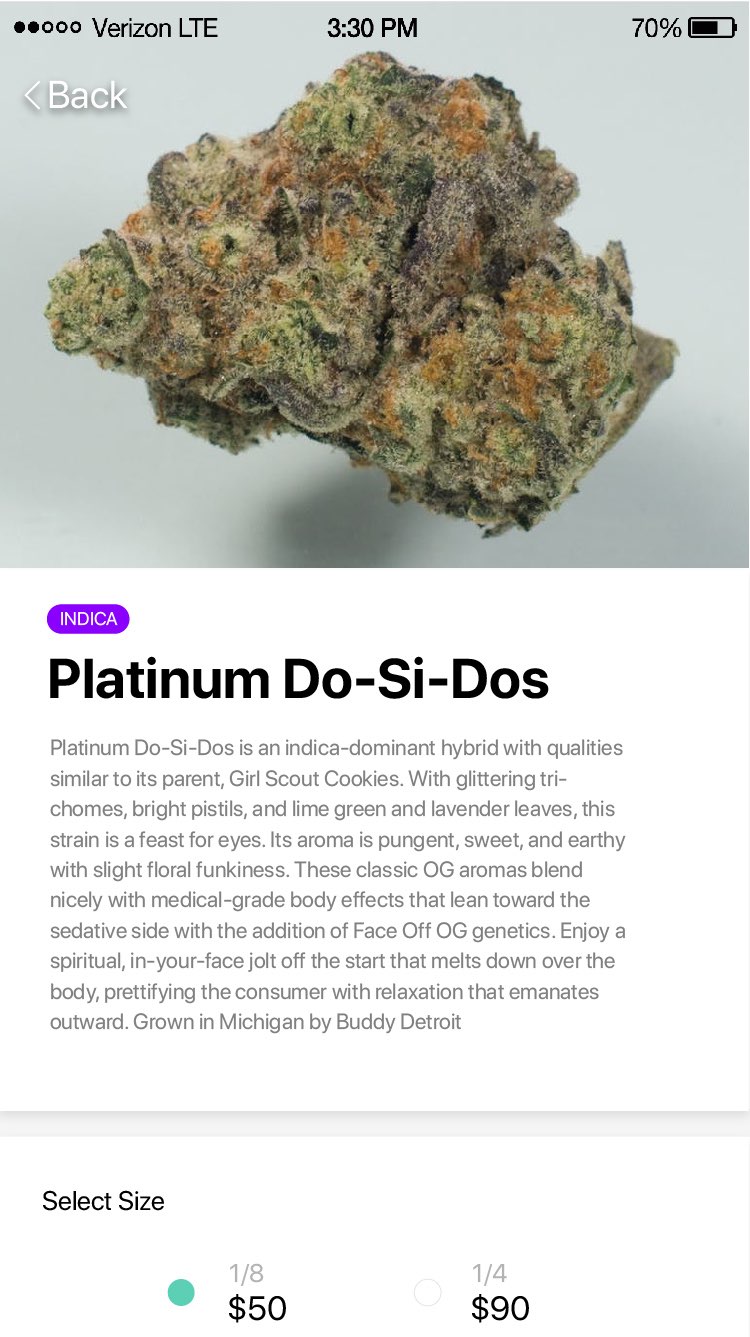 Verizon LTE 3:30 PM 70%
Back
INDICA
Platinum Do-Si-Dos
Platinum Do-Si-Dos is an indica-dominant hybrid with qualities
similar to its parent, Girl Scout Cookies. With glittering tri-
chomes, bright pistils, and lime green and lavender leaves, this
strain is a feast for eyes. Its aroma is pungent, sweet, and earthy
with slight floral funkiness. These classic OG aromas blend
nicely with medical-grade body effects that lean toward the
sedative side with the addition of Face Off OG genetics. Enjoy a
spiritual, in-your-face jolt off the start that melts down over the
body, prettifying the consumer with relaxation that emanates
outward. Grown in Michigan by Buddy Detroit
Select Size
1/8 1/4
$50 $90